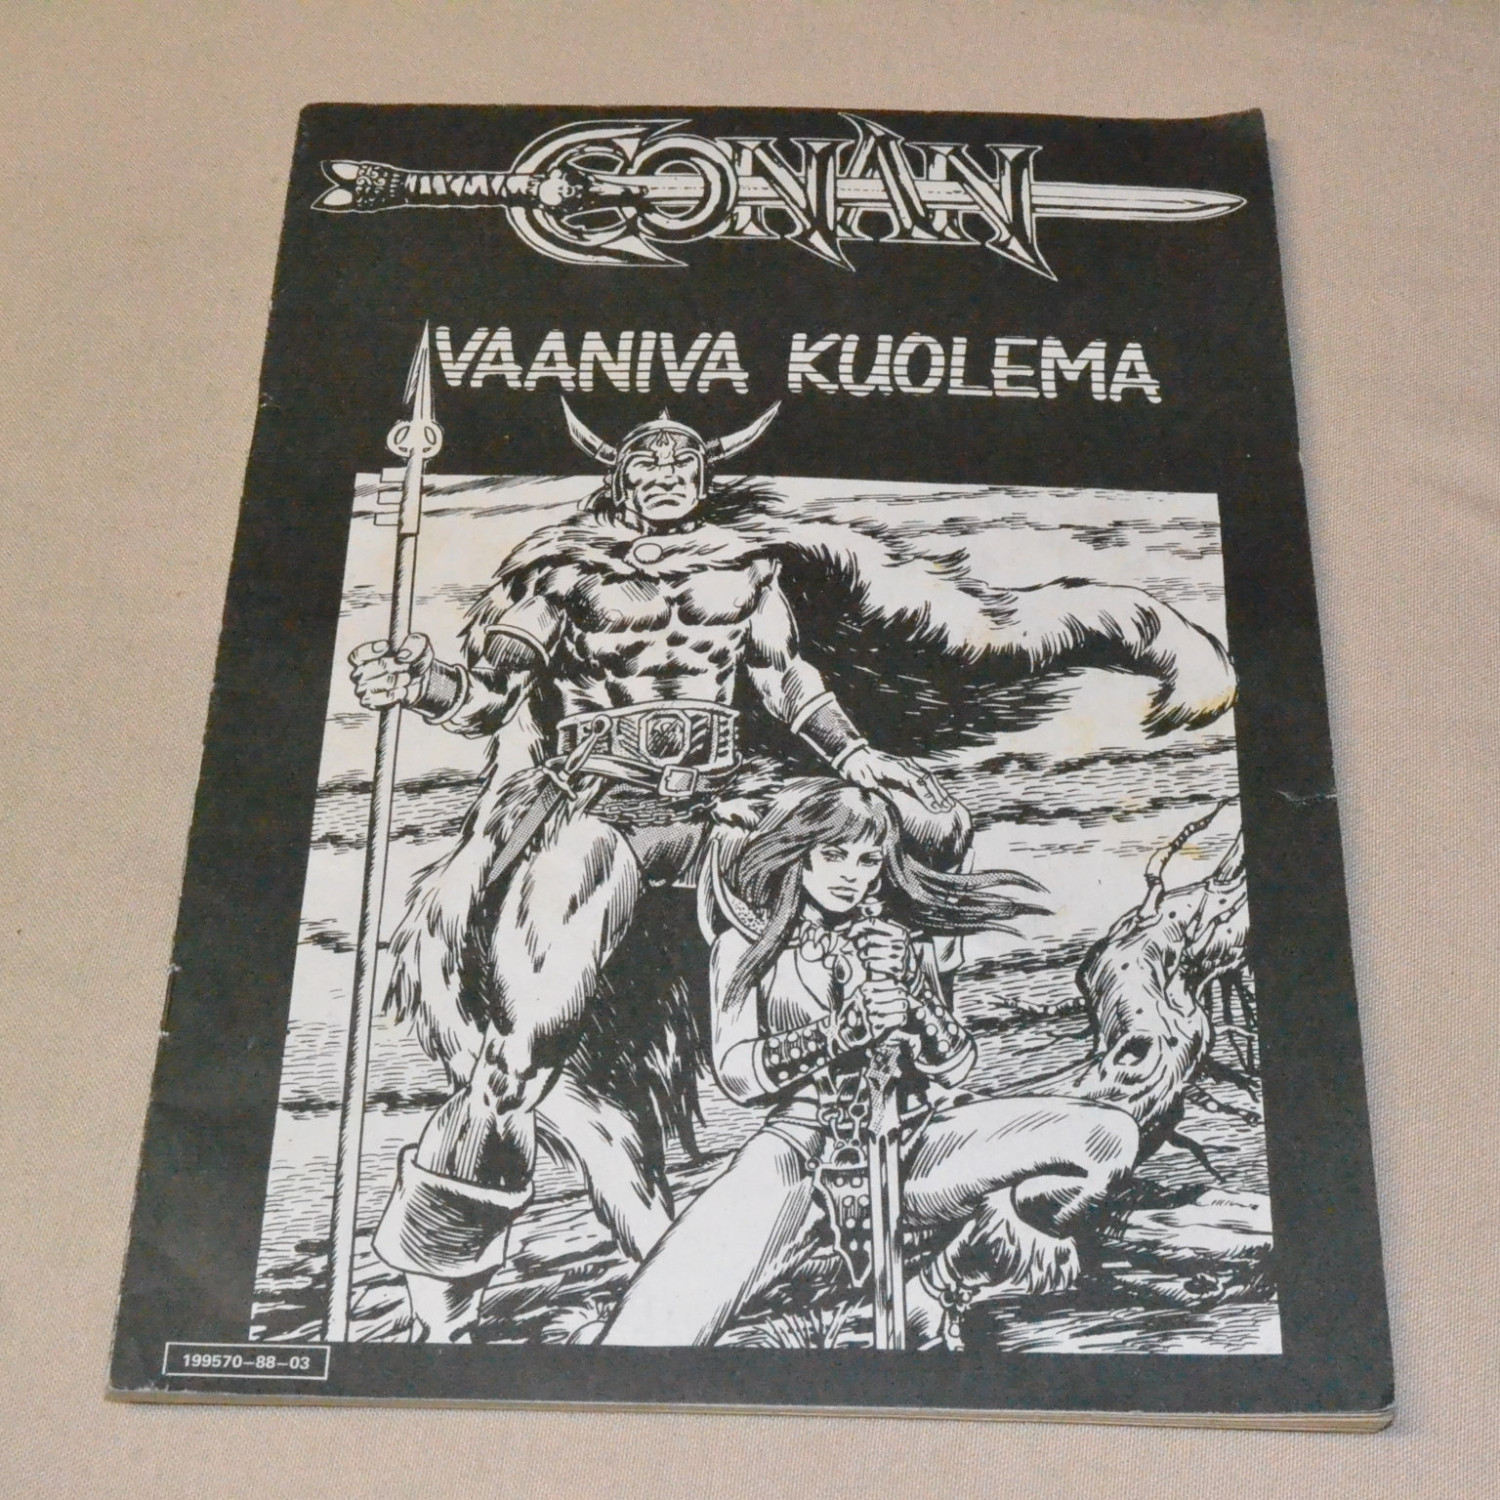 CONAN
VAANIVA KUOLEMA
199570-88-03